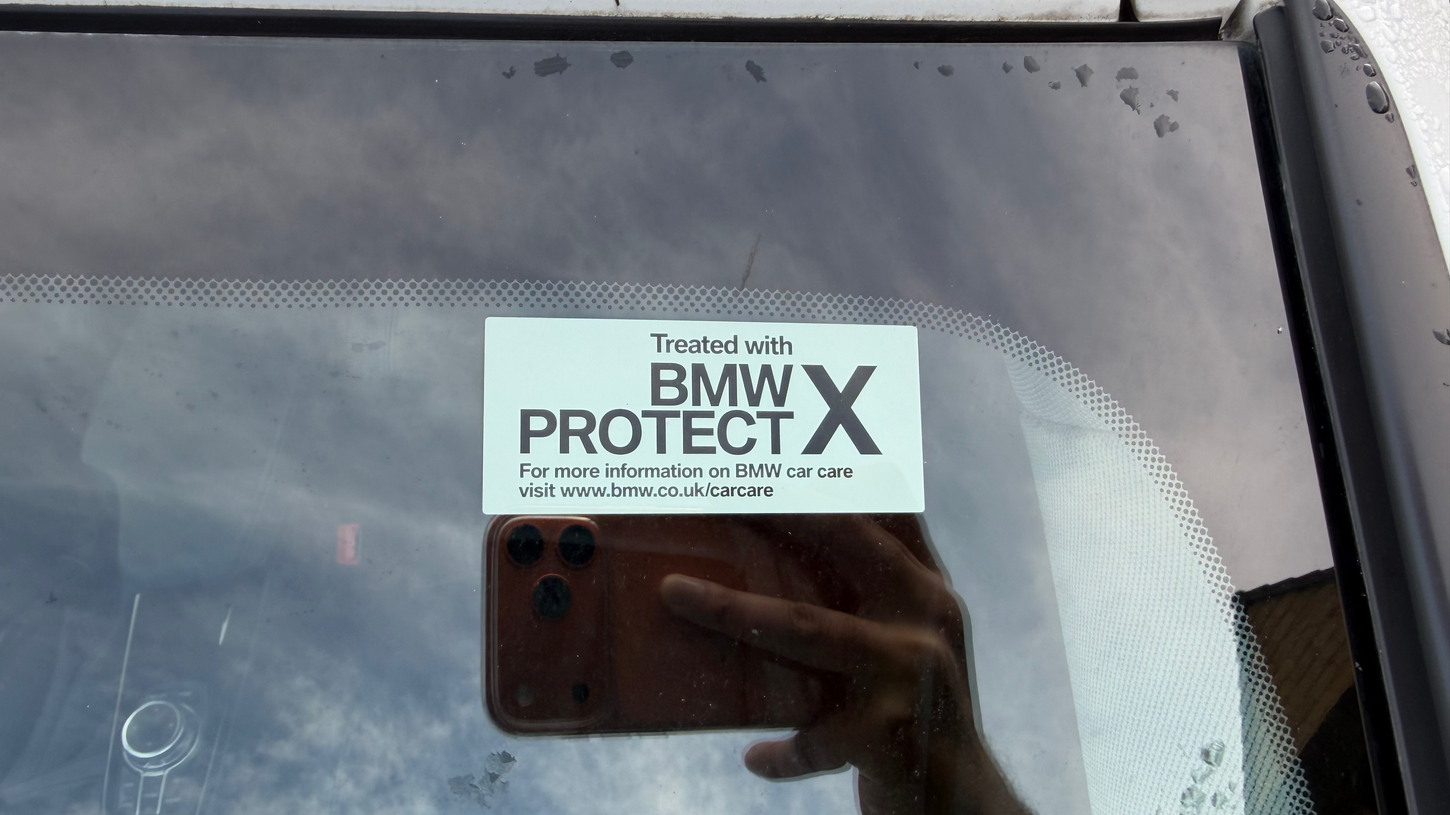 Treated with
BMW
PROTECT X
For more information on BMW car care
visit www.bmw.co.uk/carcare